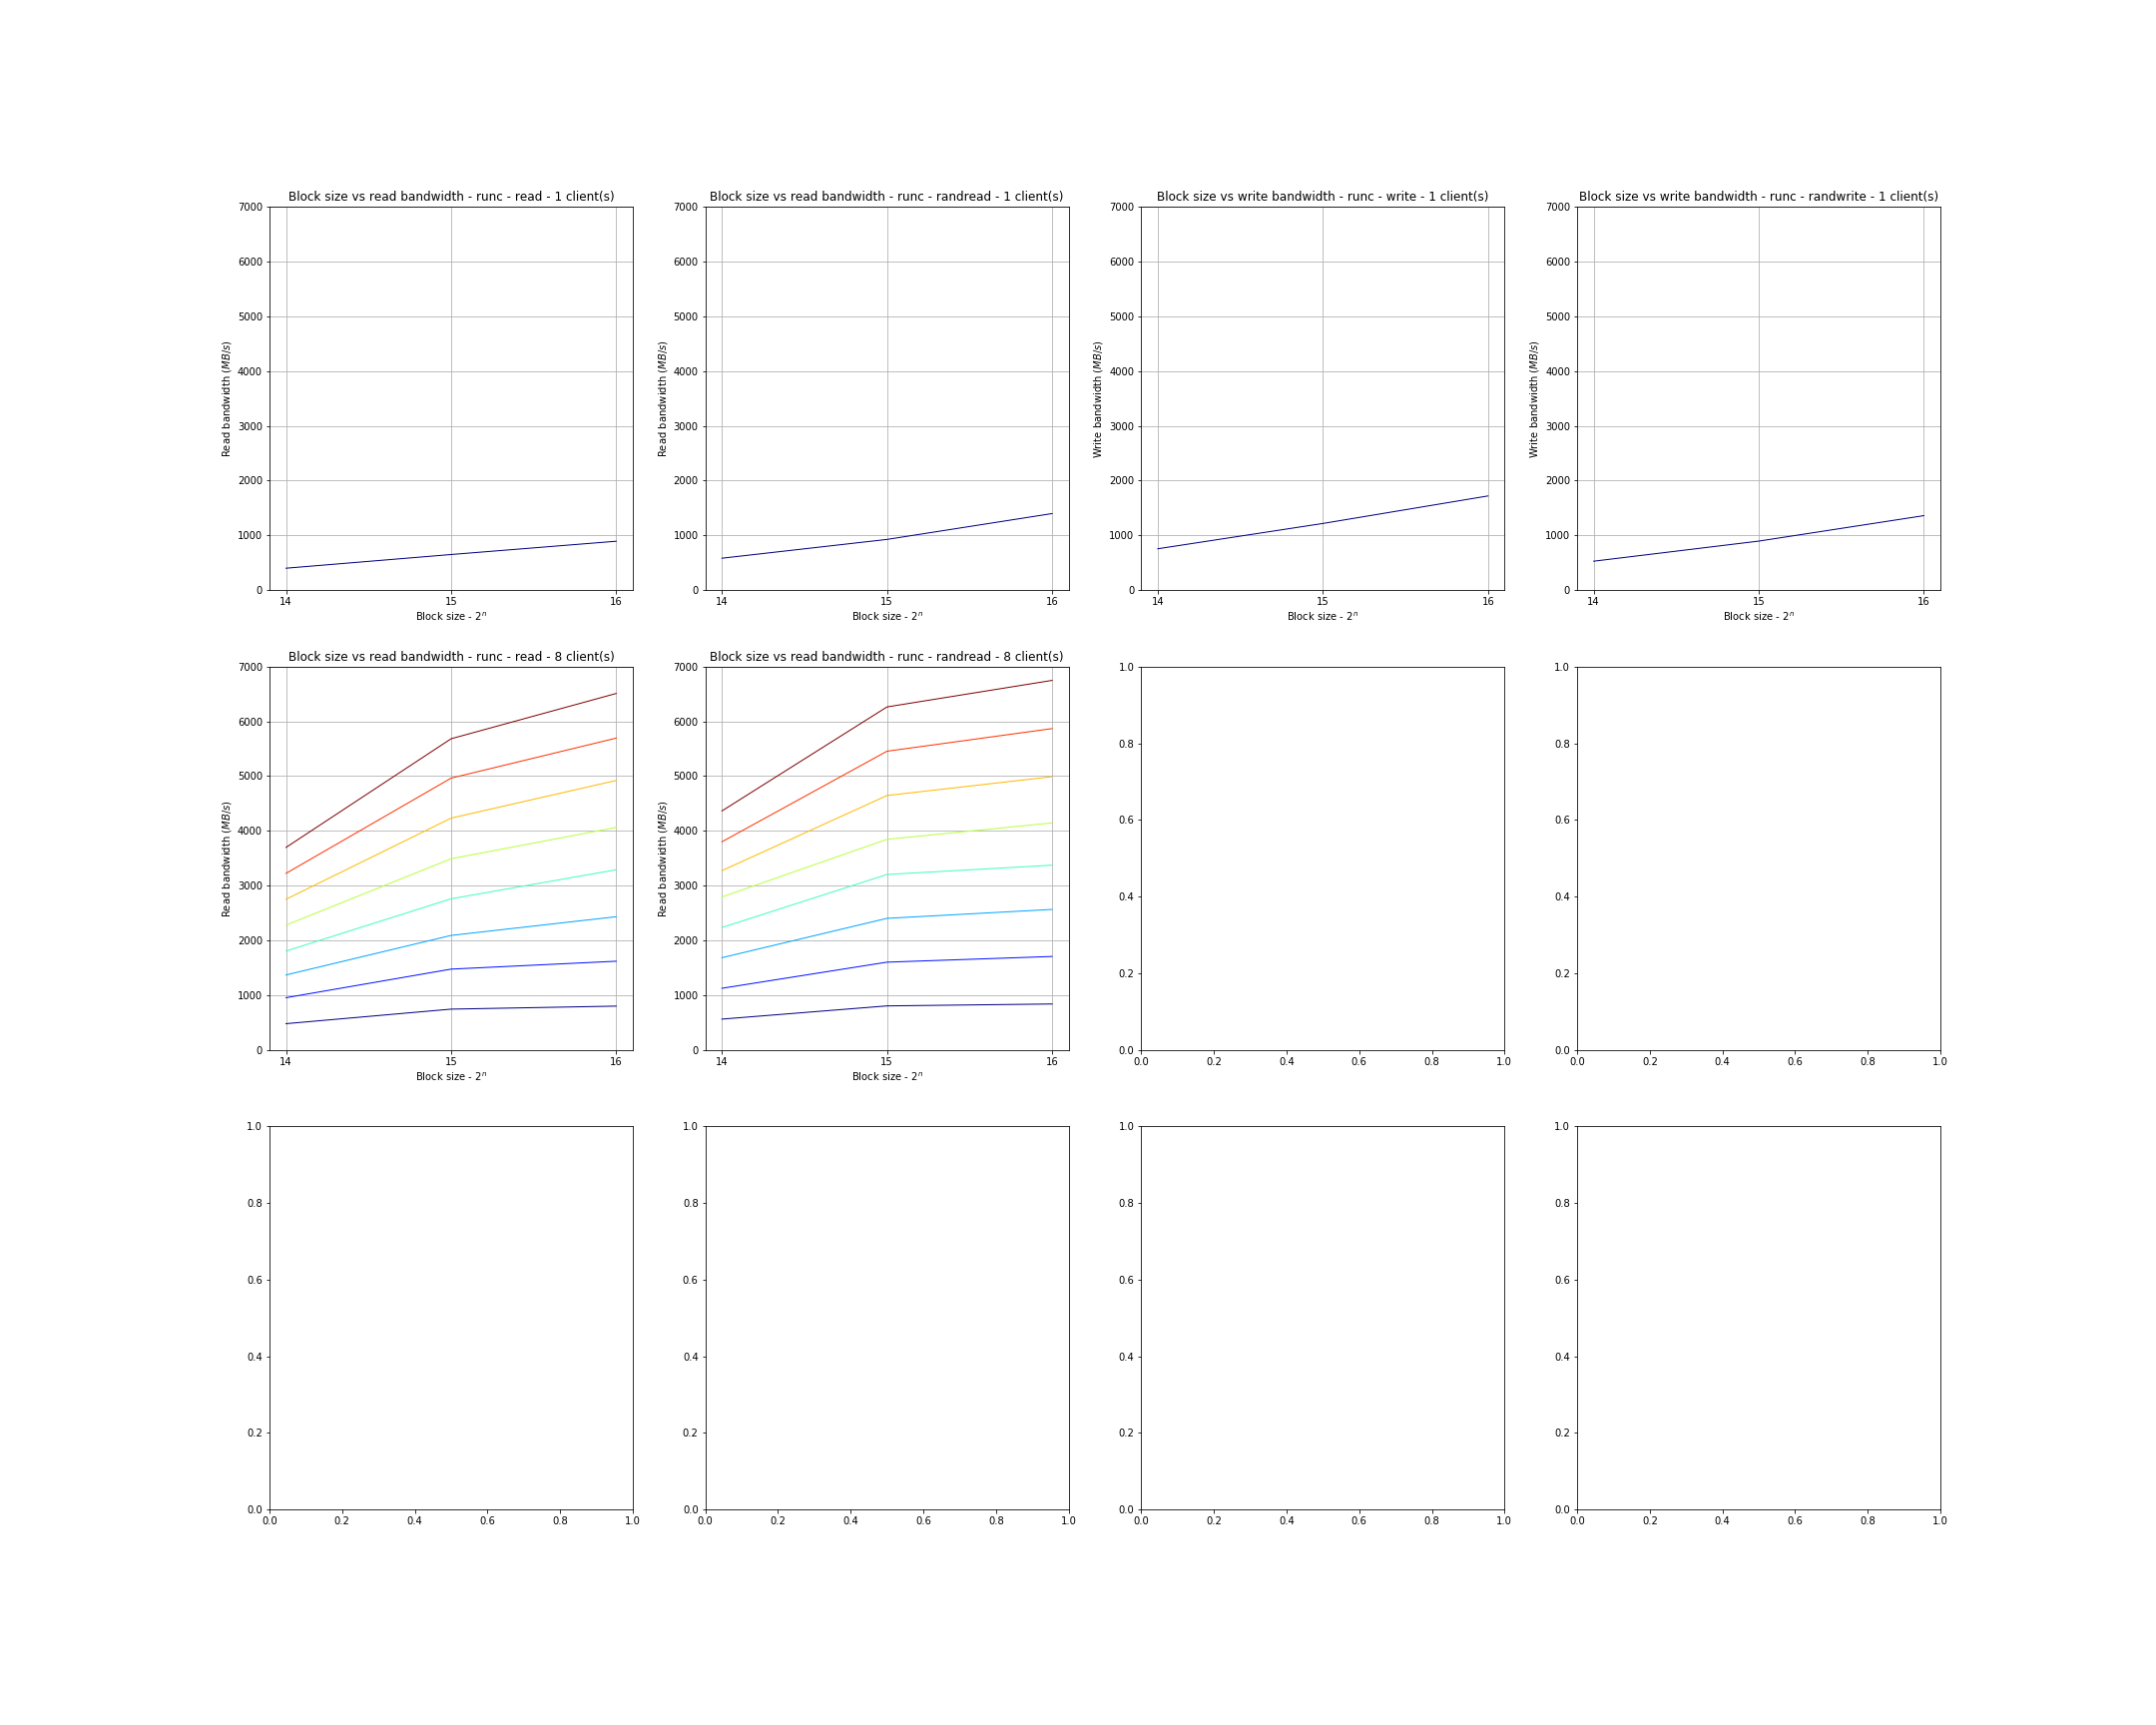 Block size vs read bandwidth - runc - read - 1 client(s)
7000
6000
5000
4000
3000
2000
1000
0
Read bandwidth (MB/s)
14 15 16
Block size - 2^n
Block size vs read bandwidth - runc - randread - 1 client(s)
7000
6000
5000
4000
3000
2000
1000
0
Read bandwidth (MB/s)
14 15 16
Block size - 2^n
Block size vs write bandwidth - runc - write - 1 client(s)
7000
6000
5000
4000
3000
2000
1000
0
Write bandwidth (MB/s)
14 15 16
Block size - 2^n
Block size vs write bandwidth - runc - randwrite - 1 client(s)
7000
6000
5000
4000
3000
2000
1000
0
Write bandwidth (MB/s)
14 15 16
Block size - 2^n
Block size vs read bandwidth - runc - read - 8 client(s)
7000
6000
5000
4000
3000
2000
1000
0
Read bandwidth (MB/s)
14 15 16
Block size - 2^n
Block size vs read bandwidth - runc - randread - 8 client(s)
7000
6000
5000
4000
3000
2000
1000
0
Read bandwidth (MB/s)
14 15 16
Block size - 2^n
1.0
0.8
0.6
0.4
0.2
0.0
0.0 0.2 0.4 0.6 0.8 1.0
1.0
0.8
0.6
0.4
0.2
0.0
0.0 0.2 0.4 0.6 0.8 1.0
1.0
0.8
0.6
0.4
0.2
0.0
0.0 0.2 0.4 0.6 0.8 1.0
1.0
0.8
0.6
0.4
0.2
0.0
0.0 0.2 0.4 0.6 0.8 1.0
1.0
0.8
0.6
0.4
0.2
0.0
0.0 0.2 0.4 0.6 0.8 1.0
1.0
0.8
0.6
0.4
0.2
0.0
0.0 0.2 0.4 0.6 0.8 1.0